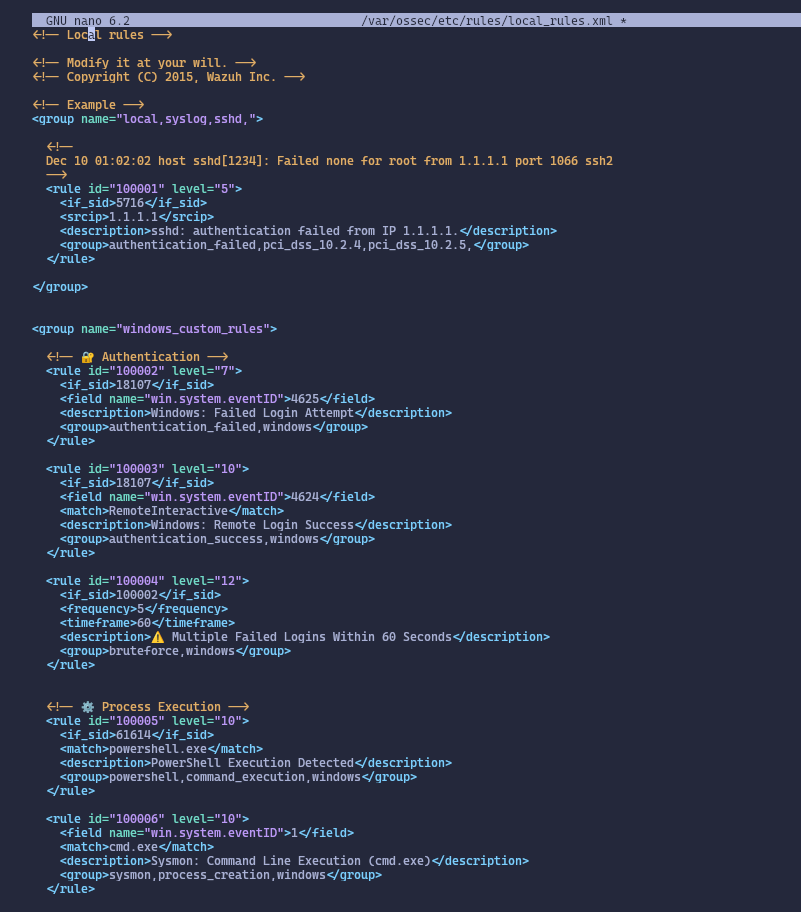 GNU nano 6.2 /var/ossec/etc/rules/local_rules.xml *
<!-- Local rules -->
<!-- Modify it at your will. -->
<!-- Copyright (C) 2015, Wazuh Inc. -->
<!-- Example -->
<group name="local,syslog,sshd,">
<!--
Dec 10 01:02:02 host sshd[1234]: Failed none for root from 1.1.1.1 port 1066 ssh2
-->
<rule id="100001" level="5">
<if_sid>5716</if_sid>
<srcip>1.1.1.1</srcip>
<description>sshd: authentication failed from IP 1.1.1.1.</description>
<group>authentication_failed,pci_dss_10.2.4,pci_dss_10.2.5,</group>
</rule>
</group>
<group name="windows_custom_rules">
<!-- 🔐 Authentication -->
<rule id="100002" level="7">
<if_sid>18107</if_sid>
<field name="win.system.eventID">4625</field>
<description>Windows: Failed Login Attempt</description>
<group>authentication_failed,windows</group>
</rule>
<rule id="100003" level="10">
<if_sid>18107</if_sid>
<field name="win.system.eventID">4624</field>
<match>RemoteInteractive</match>
<description>Windows: Remote Login Success</description>
<group>authentication_success,windows</group>
</rule>
<rule id="100004" level="12">
<if_sid>100002</if_sid>
<frequency>5</frequency>
<timeframe>60</timeframe>
<description>⚠️ Multiple Failed Logins Within 60 Seconds</description>
<group>bruteforce,windows</group>
</rule>
<!-- ⚙️ Process Execution -->
<rule id="100005" level="10">
<if_sid>61614</if_sid>
<match>powershell.exe</match>
<description>PowerShell Execution Detected</description>
<group>powershell,command_execution,windows</group>
</rule>
<rule id="100006" level="10">
<field name="win.system.eventID">1</field>
<match>cmd.exe</match>
<description>Sysmon: Command Line Execution (cmd.exe)</description>
<group>sysmon,process_creation,windows</group>
</rule>